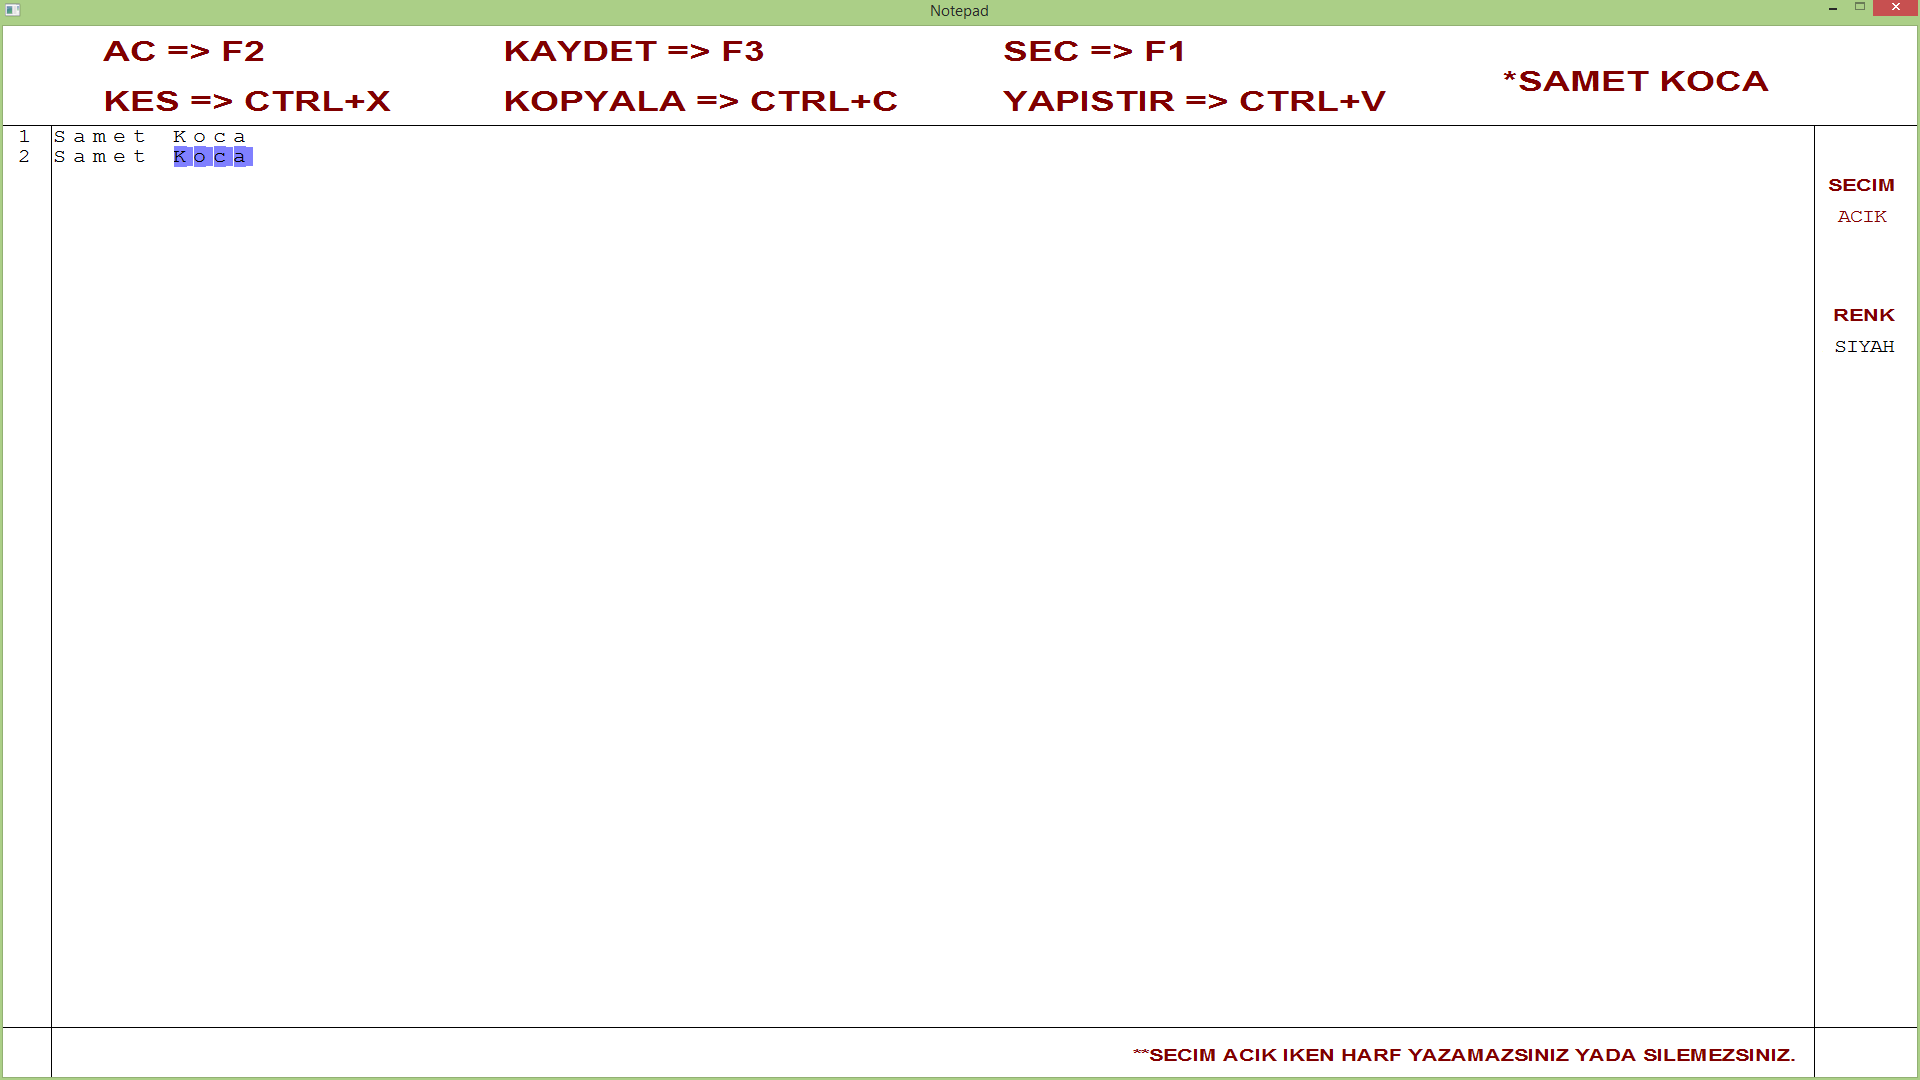 Notepad
AC => F2 KAYDET => F3 SEC => F1
*SAMET KOCA
KES => CTRL+X KOPYALA => CTRL+C YAPISTIR => CTRL+V
1 Samet Koca
2 Samet Koca
SECIM
ACIK
RENK
SIYAH
**SECIM ACIK IKEN HARF YAZAMAZSINIZ YADA SILEMEZSINIZ.